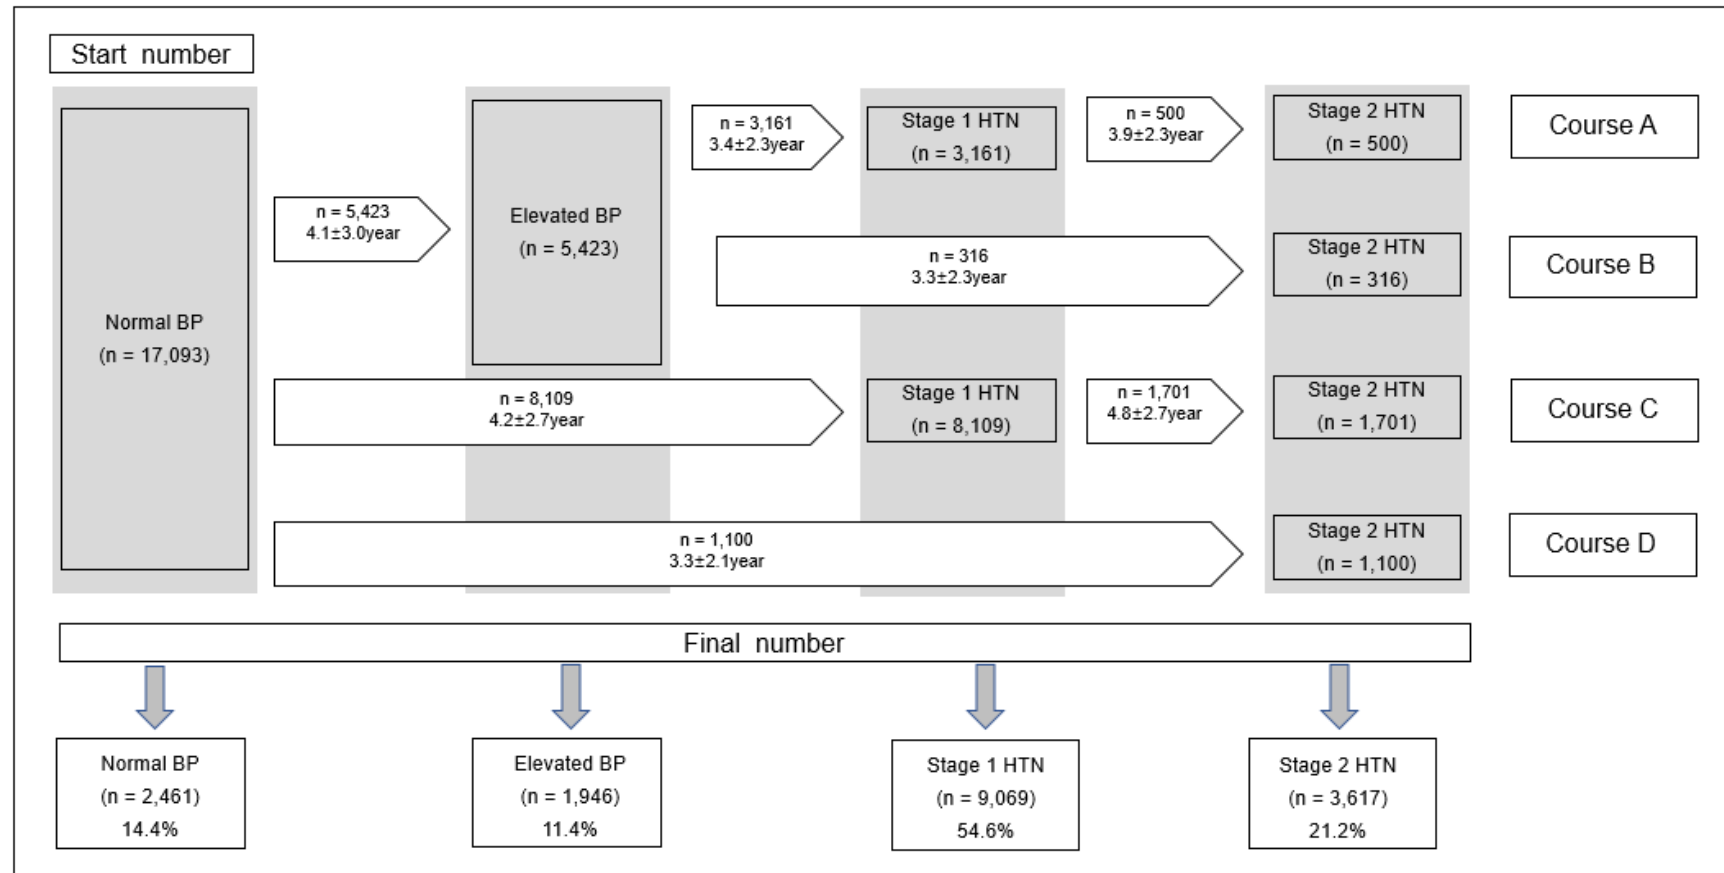 Start number
Normal BP
(n = 17,093)
n = 5,423
4.1±3.0year
Elevated BP
(n = 5,423)
n = 3,161
3.4±2.3year
Stage 1 HTN
(n = 3,161)
n = 500
3.9±2.3year
Stage 2 HTN
(n = 500)
Course A
n = 316
3.3±2.3year
Stage 2 HTN
(n = 316)
Course B
n = 8,109
4.2±2.7year
Stage 1 HTN
(n = 8,109)
n = 1,701
4.8±2.7year
Stage 2 HTN
(n = 1,701)
Course C
n = 1,100
3.3±2.1year
Stage 2 HTN
(n = 1,100)
Course D
Final number
Normal BP
(n = 2,461)
14.4%
Elevated BP
(n = 1,946)
11.4%
Stage 1 HTN
(n = 9,069)
54.6%
Stage 2 HTN
(n = 3,617)
21.2%